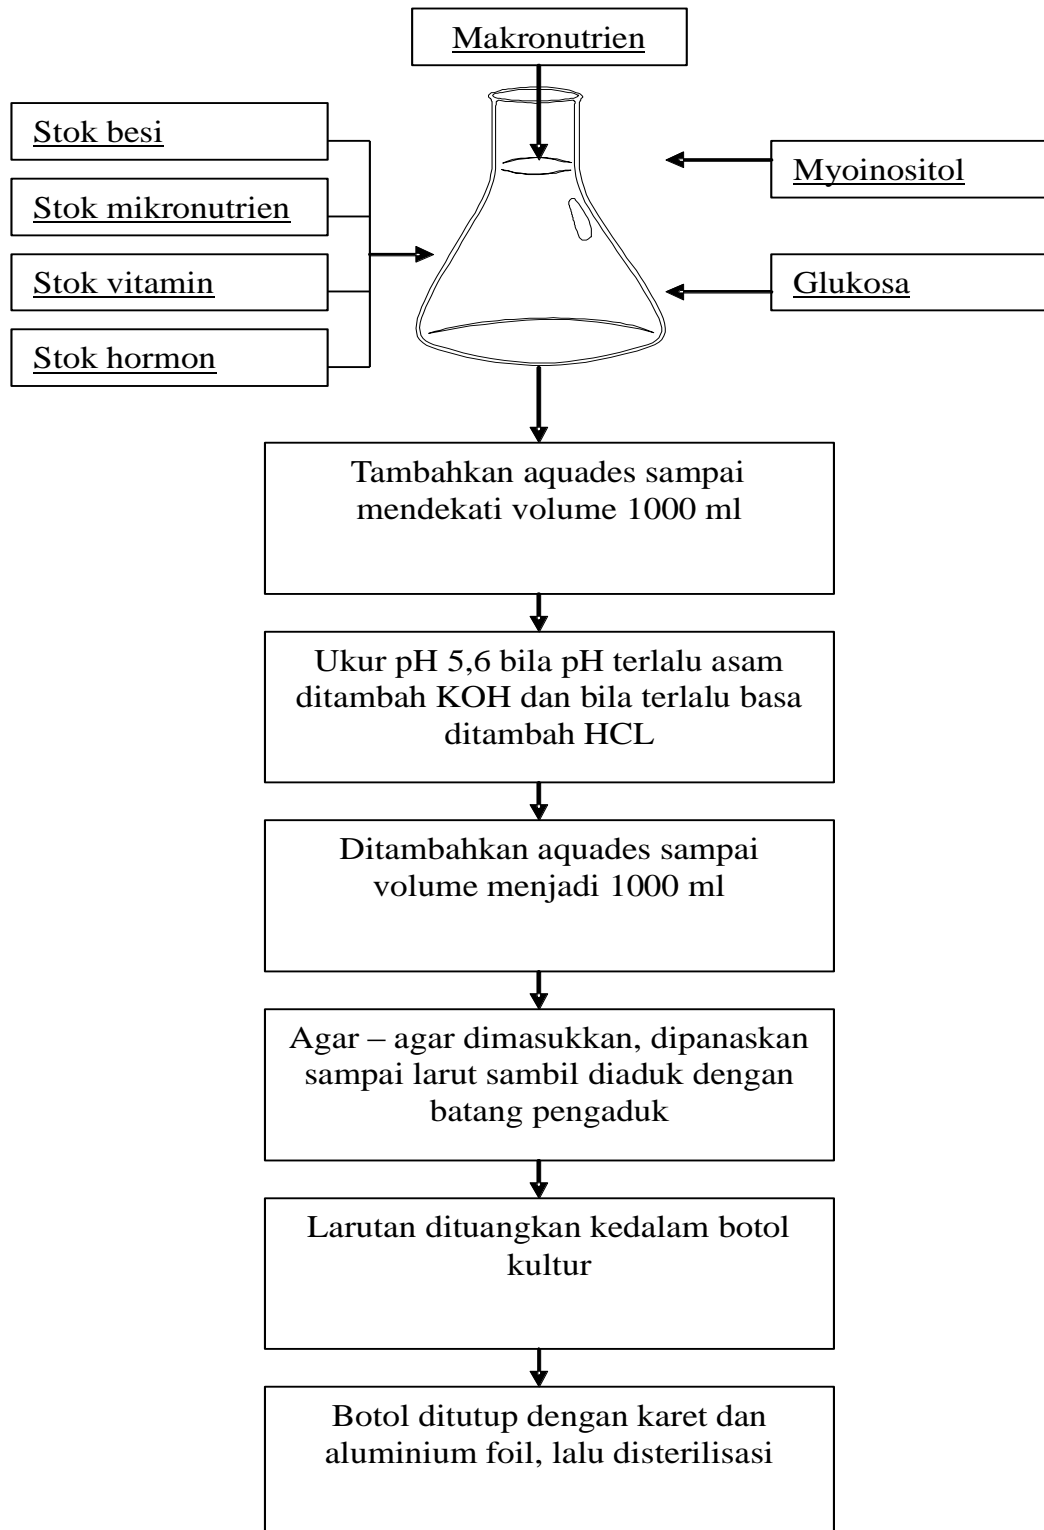 Makronutrien
Stok besi
Stok mikronutrien
Stok vitamin
Stok hormon
Myoinositol
Glukosa
Tambahkan aquades sampai
mendekati volume 1000 ml
Ukur pH 5,6 bila pH terlalu asam
ditambah KOH dan bila terlalu basa
ditambah HCL
Ditambahkan aquades sampai
volume menjadi 1000 ml
Agar – agar dimasukkan, dipanaskan
sampai larut sambil diaduk dengan
batang pengaduk
Larutan dituangkan kedalam botol
kultur
Botol ditutup dengan karet dan
aluminium foil, lalu disterilisasi